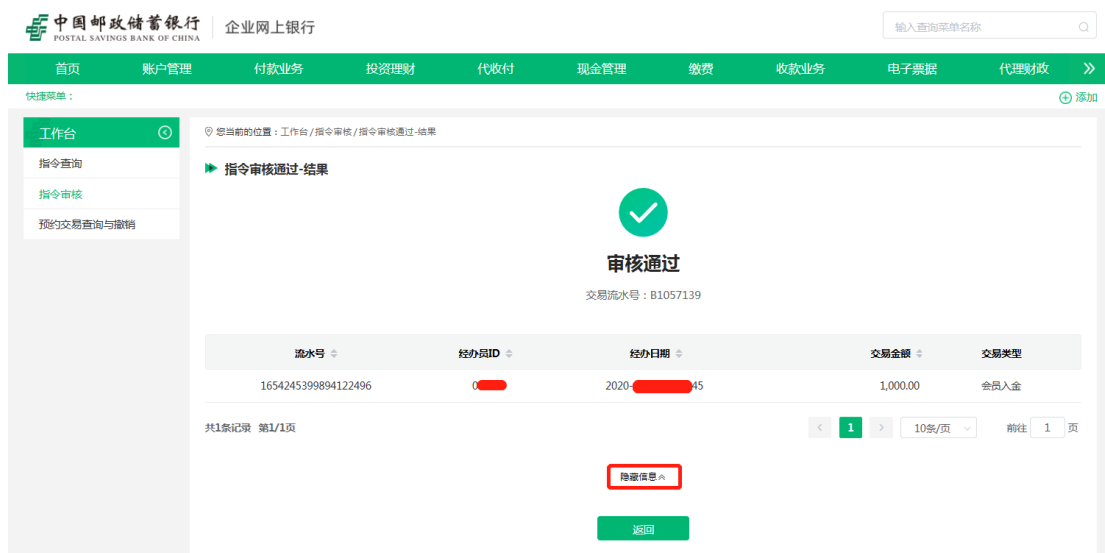 中国邮政储蓄银行 企业网上银行 输入查询菜单名称
POSTAL SAVINGS BANK OF CHINA
首页 账户管理 付款业务 投资理财 代收付 现金管理 缴费 收款业务 电子票据 代理财政
快捷菜单： 添加
工作台
指令查询
指令审核
预约交易查询与撤销
您当前的位置：工作台/指令审核/指令审核通过-结果
指令审核通过-结果
审核通过
交易流水号：B1057139
流水号 经办员ID 经办日期 交易金额 交易类型
1654245399894122496 0 2020- 45 1,000.00 会员入金
共1条记录 第1/1页 1 10条/页 前往 1 页
隐藏信息
返回